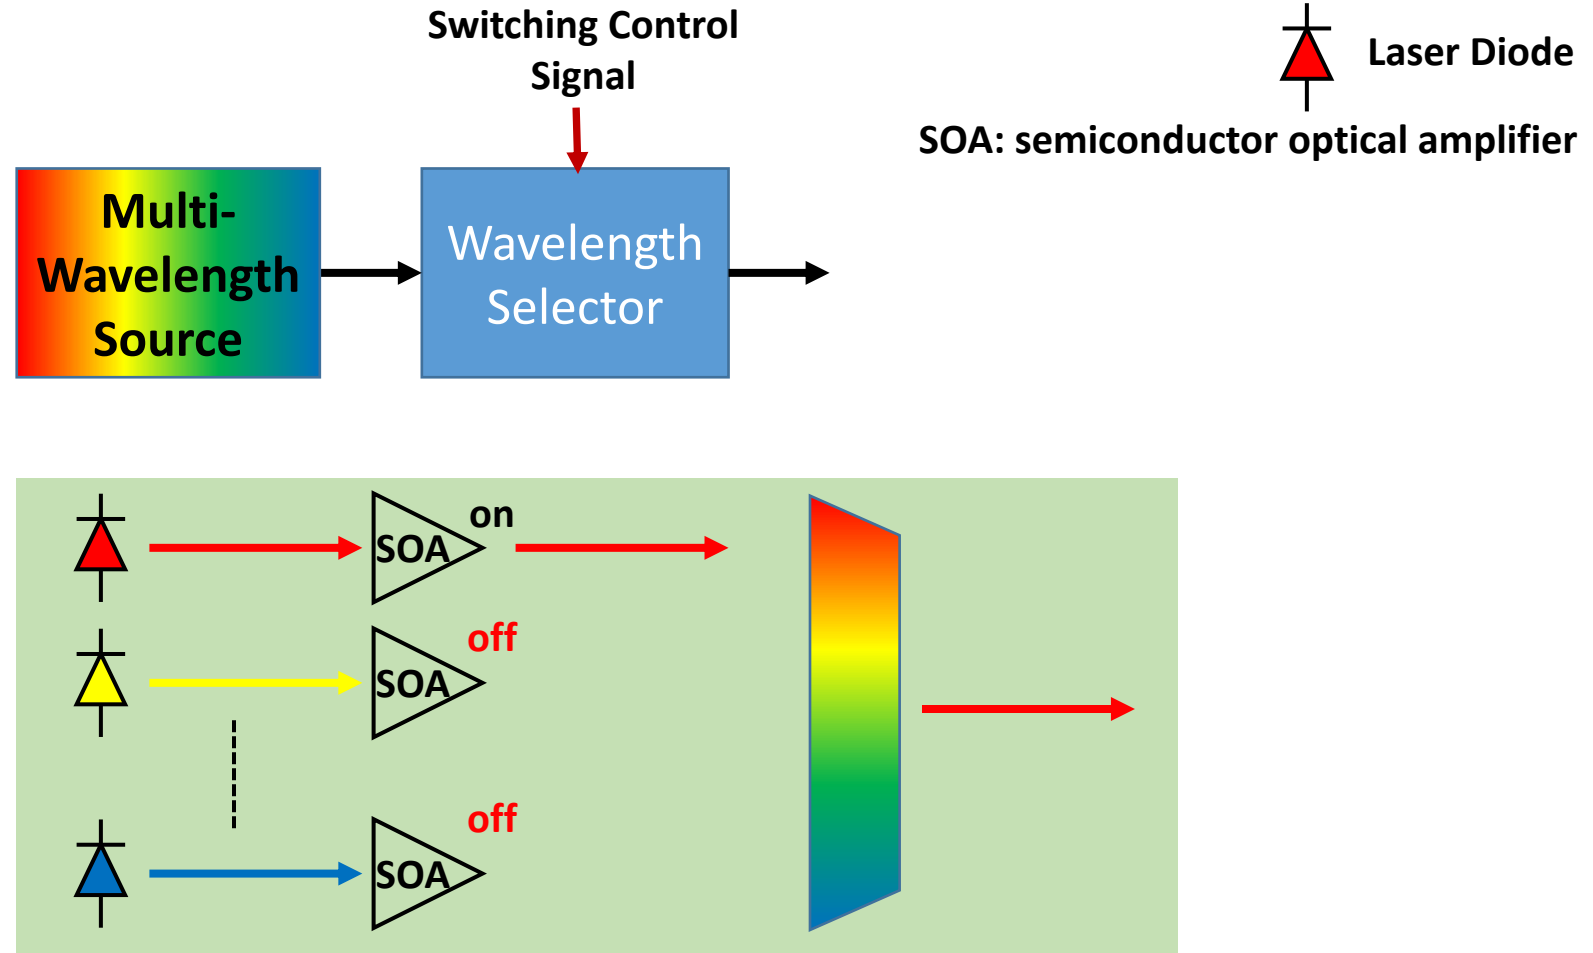 Switching Control
Signal
Laser Diode
SOA: semiconductor optical amplifier
Multi-
Wavelength
Source
Wavelength
Selector
on
SOA
off
SOA
off
SOA